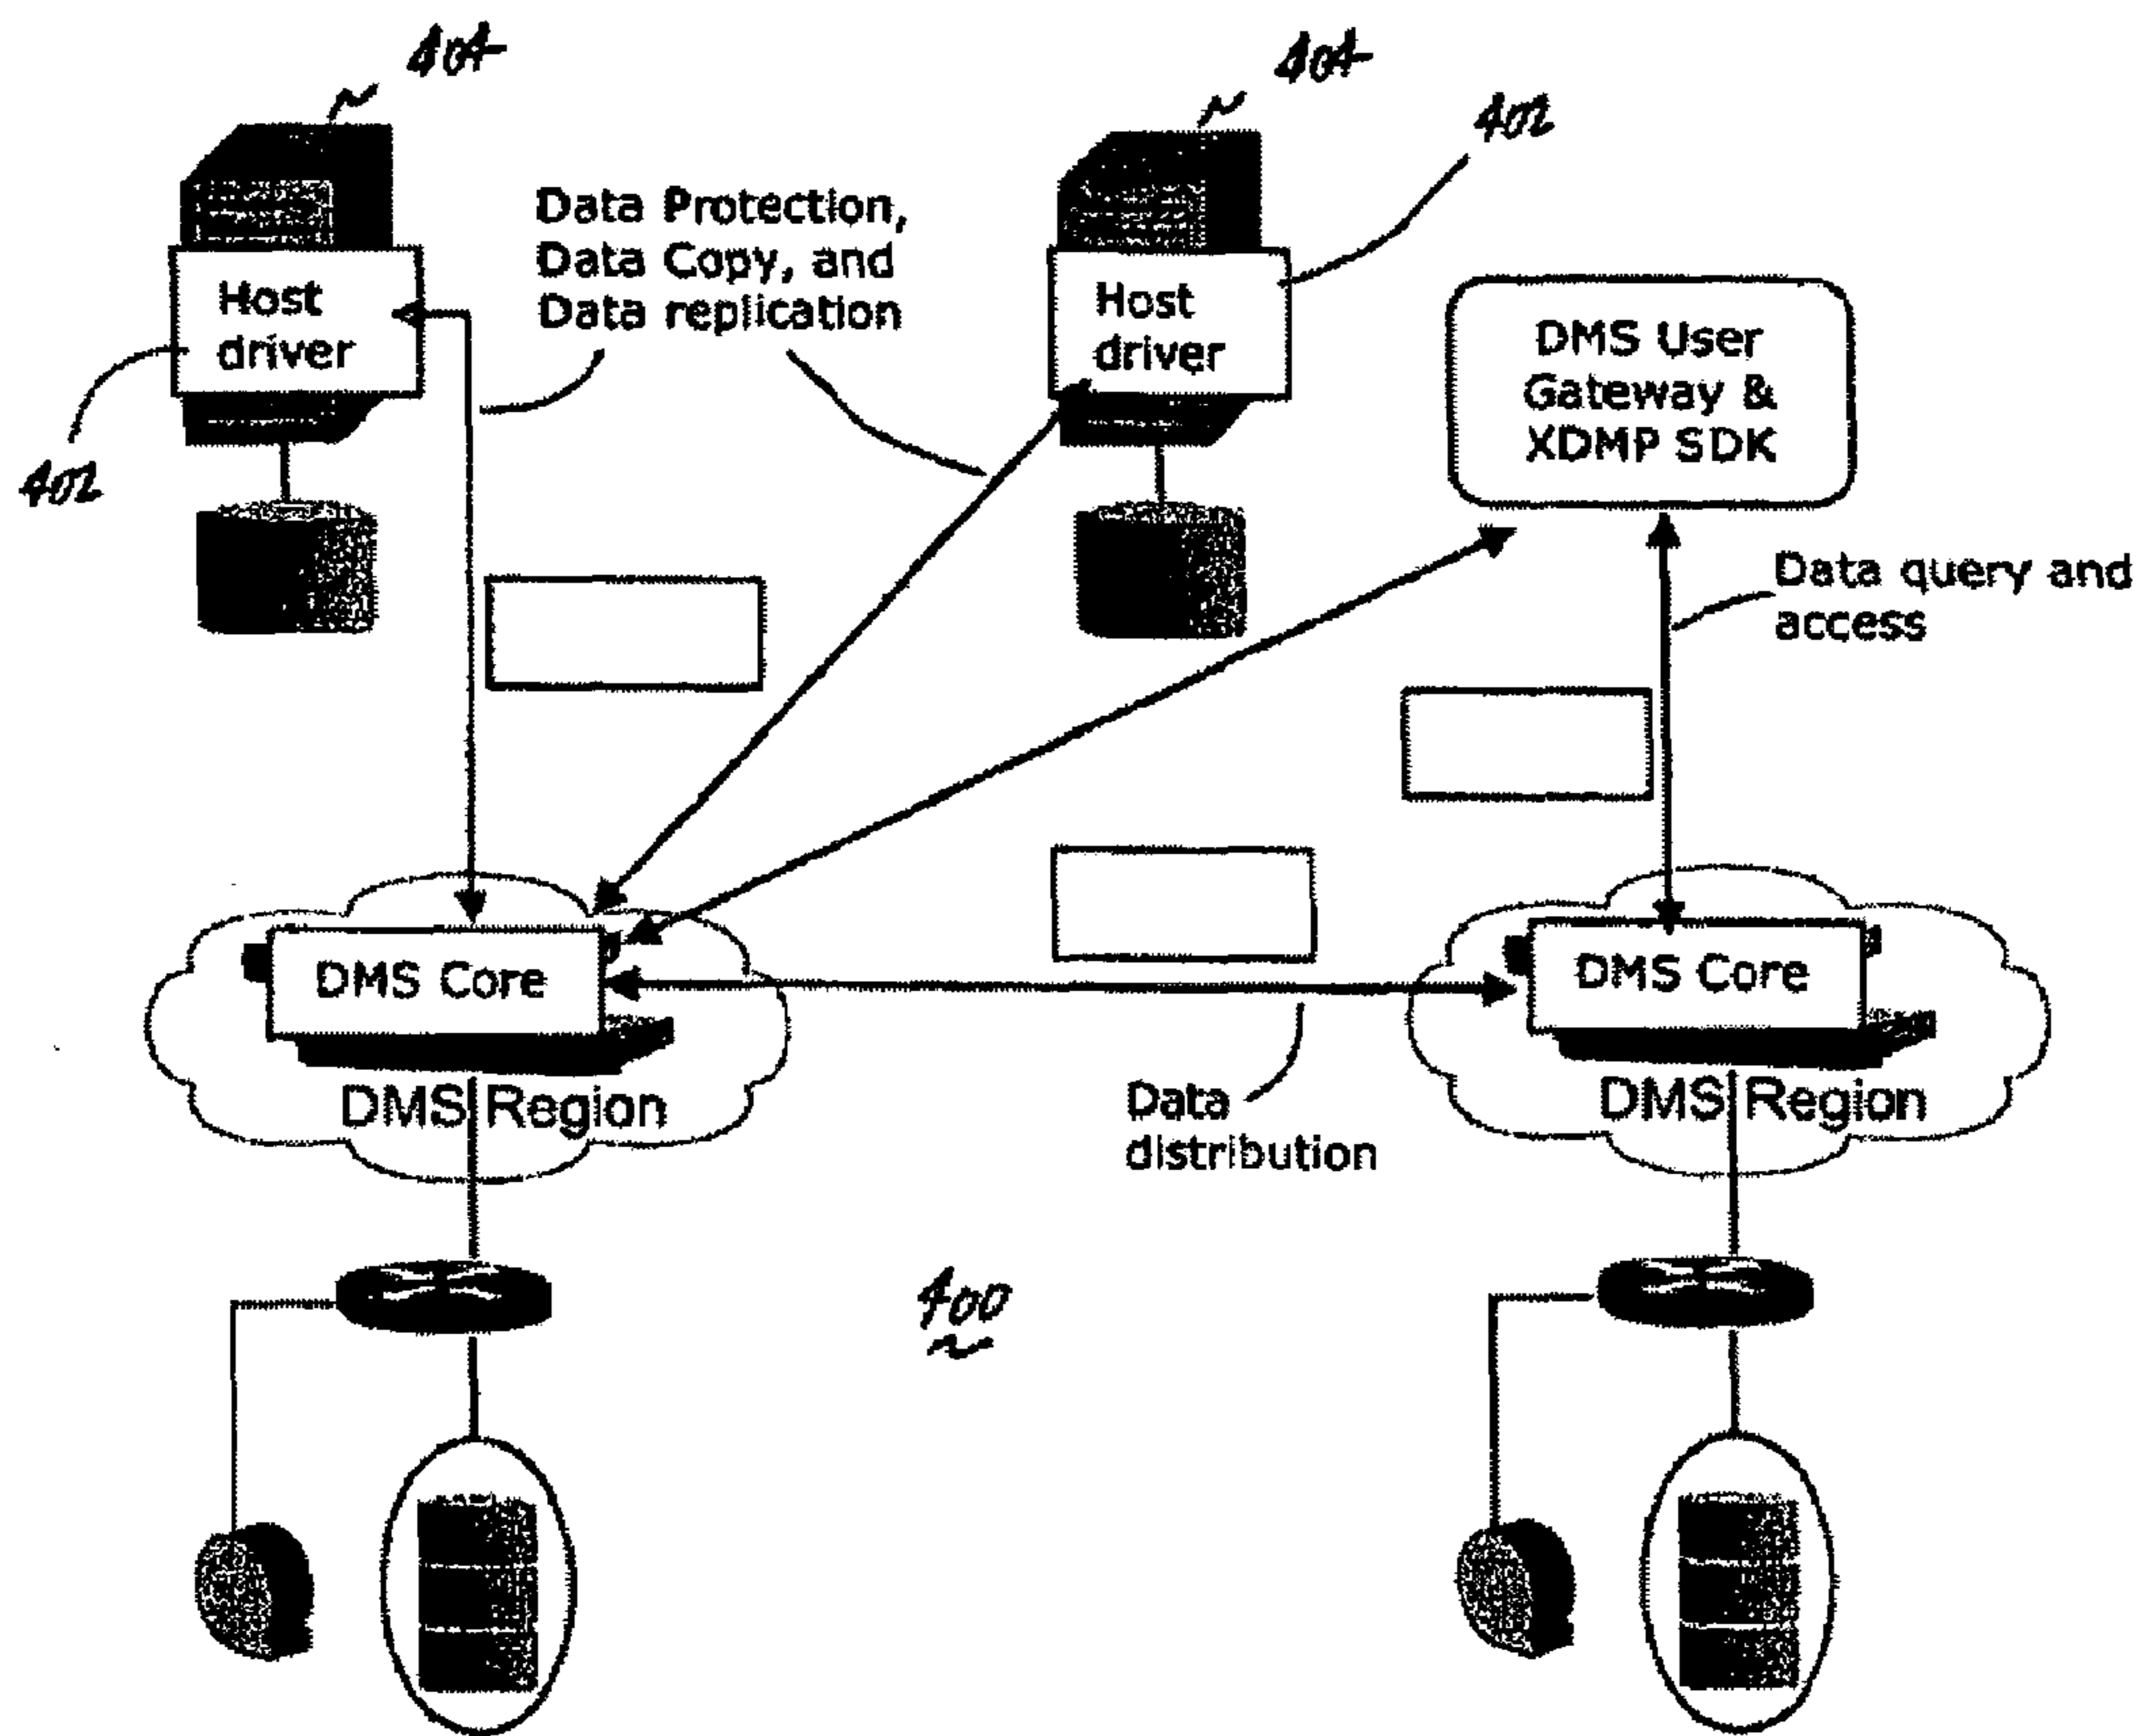 404
404
402
Data Protection,
Data Copy, and
Data replication
Host
driver
Host
driver
DMS User
Gateway &
XDMP SDK
402
Data query and
access
DMS Core
DMS Core
DMS Region
DMS Region
Data
distribution
400